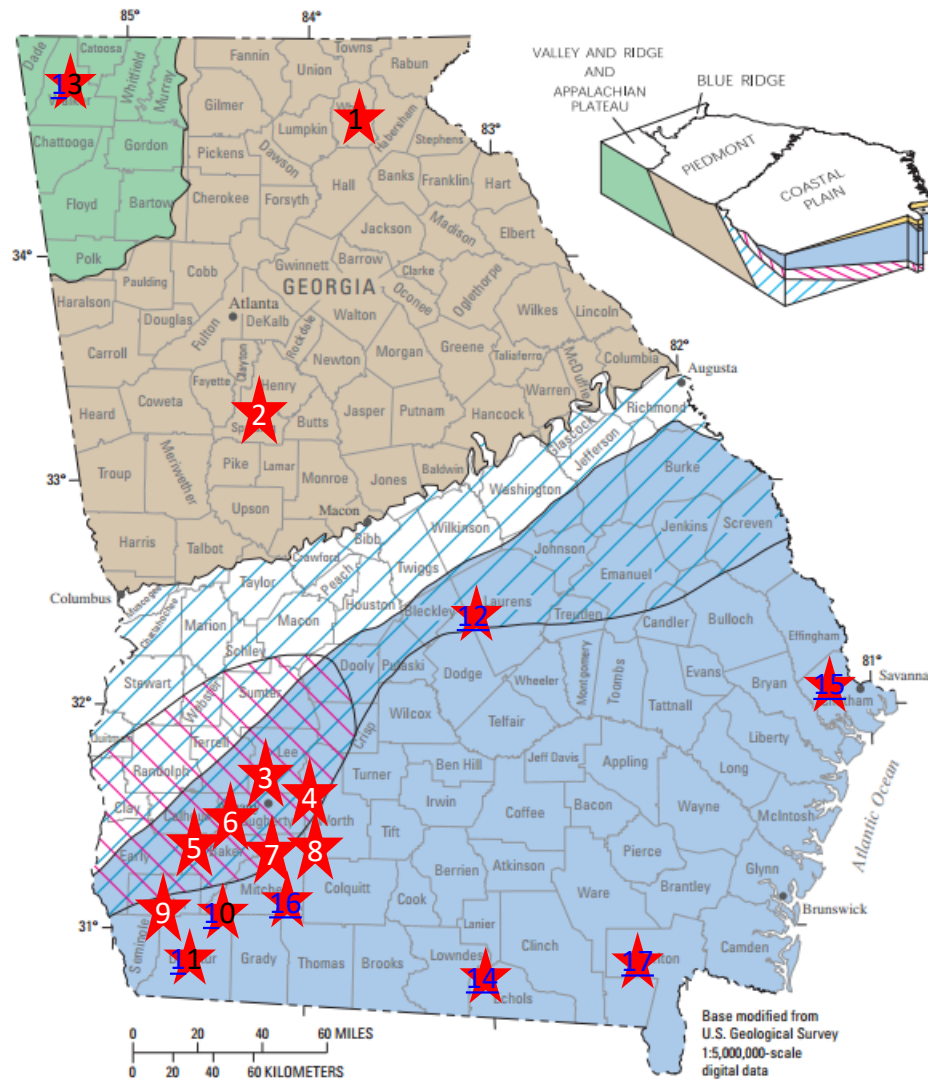 85°
84°
Dade
Catoosa
Whitfield
Murray
Fannin
Towns
Union
Rabun
13
1
Gilmer
Lumpkin
Habersham
83°
Stephens
Chattooga
Gordon
Pickens
Dawson
Hall
Banks
Franklin
Hart
Floyd
Bartow
Cherokee
Forsyth
Jackson
Madison
Elbert
34°
Polk
Cobb
Gwinnett
Barrow
Clarke
Oconee
Oglethorpe
Paulding
GEORGIA
Haralson
Atlanta
DeKalb
Walton
Wilkes
Lincoln
Douglas
Fulton
Rockdale
Morgan
Greene
Taliaferro
McDuffie
Columbia
82°
Carroll
Clayton
Newton
Warren
Augusta
Fayette
Henry
Heard
Coweta
2
Butts
Jasper
Putnam
Hancock
Glascock
Richmond
Jefferson
33°
Troup
Meriwether
Pike
Lamar
Monroe
Jones
Baldwin
Washington
Burke
Upson
Macon
Bibb
Wilkinson
Jenkins
Screven
Harris
Talbot
Crawford
Twiggs
Johnson
Columbus
Muscogee
Taylor
Peach
Houston
Emanuel
Chattahochee
Marion
Macon
Bleckley
12
Laurens
Treutlen
Candler
Bulloch
Effingham
Schley
Stewart
Webster
Sumter
Dooly
Pulaski
Dodge
Wheeler
Montgomery
Toombs
Evans
Bryan
15
81°
Savanna
32°
Quitman
Terrell
Lee
Crisp
Wilcox
Telfair
Tattnall
Liberty
Randolph
3
Turner
Ben Hill
Jeff Davis
Appling
Long
Clay
4
Irwin
Coffee
Bacon
Wayne
McIntosh
6
5
7
8
Worth
Tift
Early
Baker
Berrien
Atkinson
Pierce
Glynn
Atlantic Ocean
9
10
16
Colquitt
Cook
Ware
Brantley
Brunswick
31°
Seminole
11
Grady
Thomas
Brooks
Lanier
Lowndes
14
Echols
Clinch
17
Camden
VALLEY AND RIDGE
AND
APPALACHIAN
PLATEAU
BLUE RIDGE
PIEDMONT
COASTAL
PLAIN
0 20 40 60 MILES
0 20 40 60 KILOMETERS
Base modified from
U.S. Geological Survey
1:5,000,000-scale
digital data